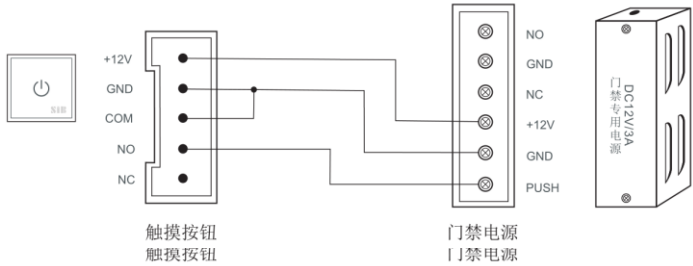 +12V
GND
COM
NO
NC
NO
GND
NC
+12V
GND
PUSH
DC12V/3A
门禁专用电源
触摸按钮
门禁电源
触摸按钮
门禁电源